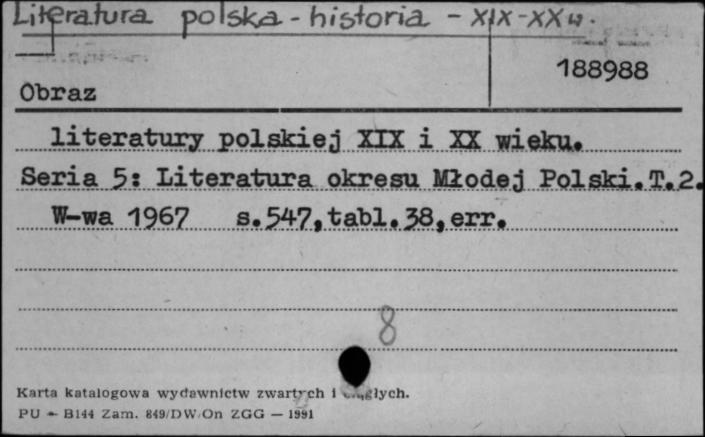 Literatura polska - historia - XIX-XX w.
188988
Obraz
literatury polskiej XIX i XX wieku.
Seria 5: Literatura okresu Młodej Polski.T.2.
W-wa 1967 s.547,tabl.38,err.
8
Karta katalogowa wydawnictw zwartych i ciągłych.
PU — B144 Zam. 849/DW/On ZGG — 1991